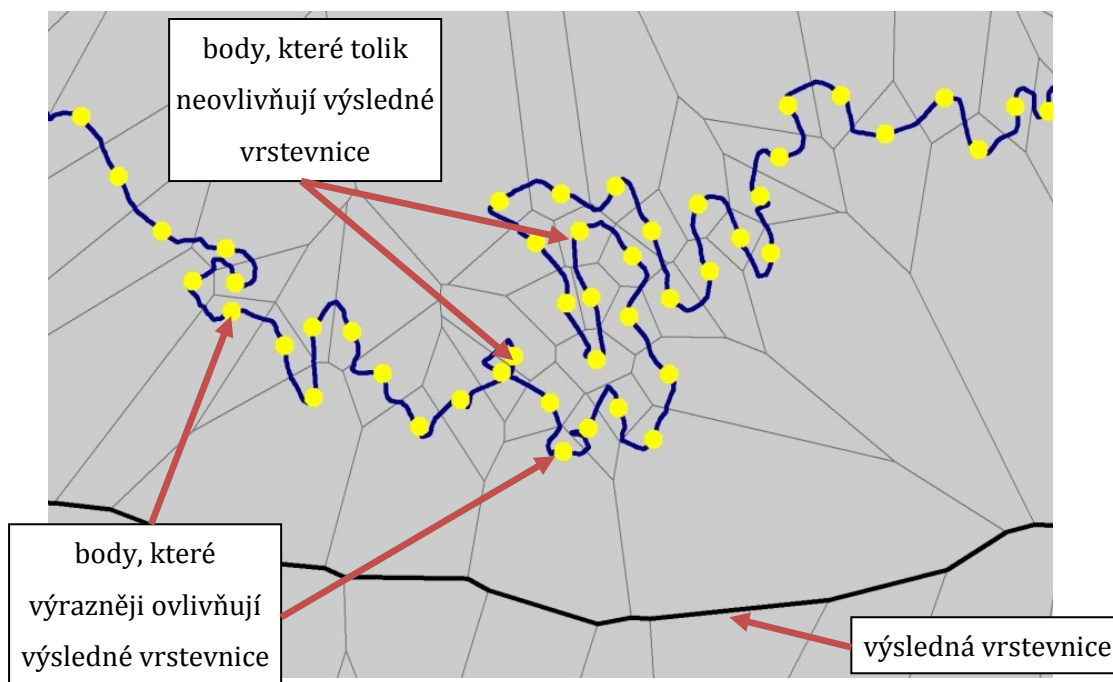 body, které tolik
neovlivňují výsledné
vrstevnice
body, které
výrazněji ovlivňují
výsledné vrstevnice
výsledná vrstevnice